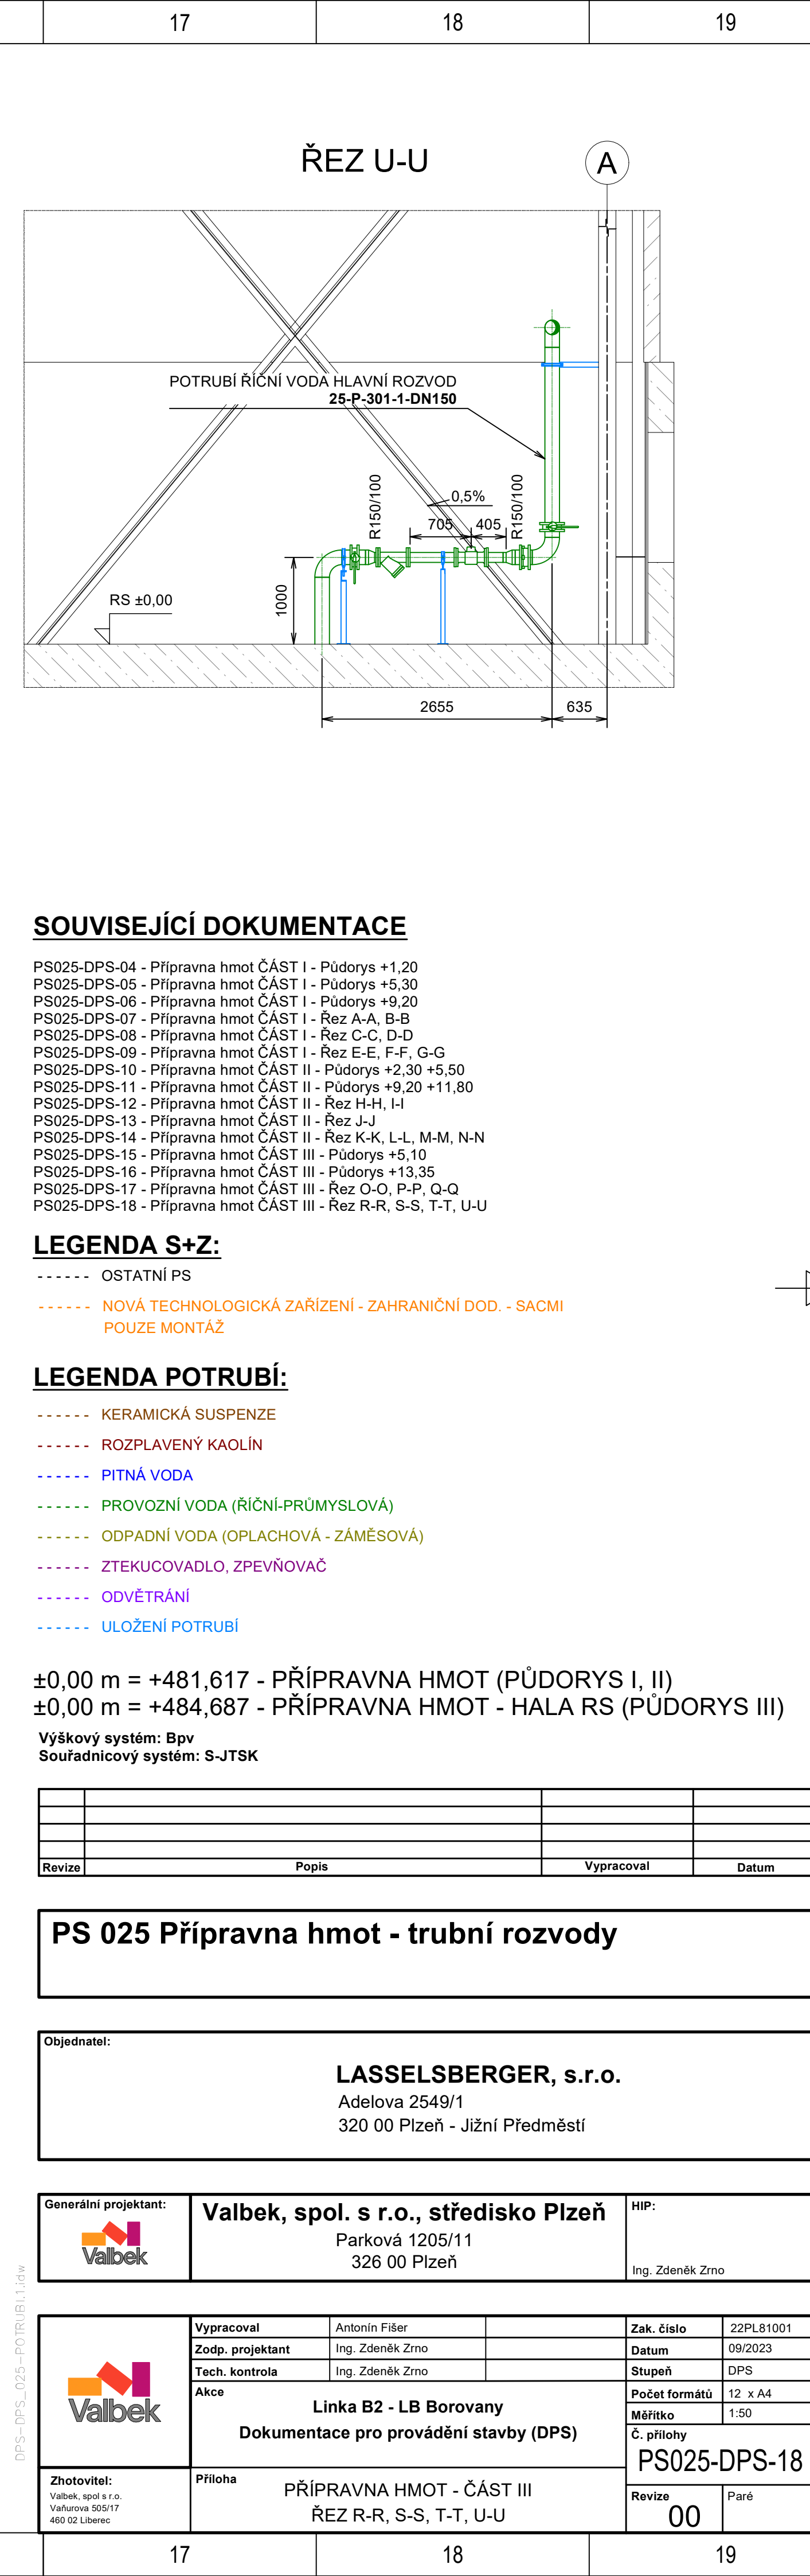 17 18 19
ŘEZ U-U
A
POTRUBÍ ŘÍČNÍ VODA HLAVNÍ ROZVOD
25-P-301-1-DN150
R150/100
0,5%
R150/100
705 405
RS ±0,00
1000
2655 635
SOUVISEJÍCÍ DOKUMENTACE
PS025-DPS-04 - Přípravna hmot ČÁST I - Půdorys +1,20
PS025-DPS-05 - Přípravna hmot ČÁST I - Půdorys +5,30
PS025-DPS-06 - Přípravna hmot ČÁST I - Půdorys +9,20
PS025-DPS-07 - Přípravna hmot ČÁST I - Řez A-A, B-B
PS025-DPS-08 - Přípravna hmot ČÁST I - Řez C-C, D-D
PS025-DPS-09 - Přípravna hmot ČÁST I - Řez E-E, F-F, G-G
PS025-DPS-10 - Přípravna hmot ČÁST II - Půdorys +2,30 +5,50
PS025-DPS-11 - Přípravna hmot ČÁST II - Půdorys +9,20 +11,80
PS025-DPS-12 - Přípravna hmot ČÁST II - Řez H-H, I-I
PS025-DPS-13 - Přípravna hmot ČÁST II - Řez J-J
PS025-DPS-14 - Přípravna hmot ČÁST II - Řez K-K, L-L, M-M, N-N
PS025-DPS-15 - Přípravna hmot ČÁST III - Půdorys +5,10
PS025-DPS-16 - Přípravna hmot ČÁST III - Půdorys +13,35
PS025-DPS-17 - Přípravna hmot ČÁST III - Řez O-O, P-P, Q-Q
PS025-DPS-18 - Přípravna hmot ČÁST III - Řez R-R, S-S, T-T, U-U
LEGENDA S+Z:
- - - - - - OSTATNÍ PS
- - - - - - NOVÁ TECHNOLOGICKÁ ZAŘÍZENÍ - ZAHRANIČNÍ DOD. - SACMI
POUZE MONTÁŽ
LEGENDA POTRUBÍ:
- - - - - - KERAMICKÁ SUSPENZE
- - - - - - ROZPLAVENÝ KAOLÍN
- - - - - - PITNÁ VODA
- - - - - - PROVOZNÍ VODA (ŘÍČNÍ-PRŮMYSLOVÁ)
- - - - - - ODPADNÍ VODA (OPLACHOVÁ - ZÁMĚSOVÁ)
- - - - - - ZTEKUCOVADLO, ZPEVŇOVAČ
- - - - - - ODVĚTRÁNÍ
- - - - - - ULOŽENÍ POTRUBÍ
±0,00 m = +481,617 - PŘÍPRAVNA HMOT (PŮDORYS I, II)
±0,00 m = +484,687 - PŘÍPRAVNA HMOT - HALA RS (PŮDORYS III)
Výškový systém: Bpv
Souřadnicový systém: S-JTSK
Revize Popis Vypracoval Datum
PS 025 Přípravna hmot - trubní rozvody
Objednatel:
LASSELSBERGER, s.r.o.
Adelova 2549/1
320 00 Plzeň - Jižní Předměstí
Generální projektant:
Valbek
Valbek, spol. s r.o., středisko Plzeň
Parková 1205/11
326 00 Plzeň
HIP:
Ing. Zdeněk Zrno
DPS-DPS_025-POTRUBI.1.idw
Valbek
Vypracoval Antonín Fišer
Zodp. projektant Ing. Zdeněk Zrno
Tech. kontrola Ing. Zdeněk Zrno
Akce
Linka B2 - LB Borovany
Dokumentace pro provádění stavby (DPS)
Zak. číslo 22PL81001
Datum 09/2023
Stupeň DPS
Počet formátů 12 x A4
Měřítko 1:50
Č. přílohy
PS025-DPS-18
Zhotovitel:
Valbek, spol s r.o.
Vaňurova 505/17
460 02 Liberec
Příloha
PŘÍPRAVNA HMOT - ČÁST III
ŘEZ R-R, S-S, T-T, U-U
Revize
00
Paré
17 18 19